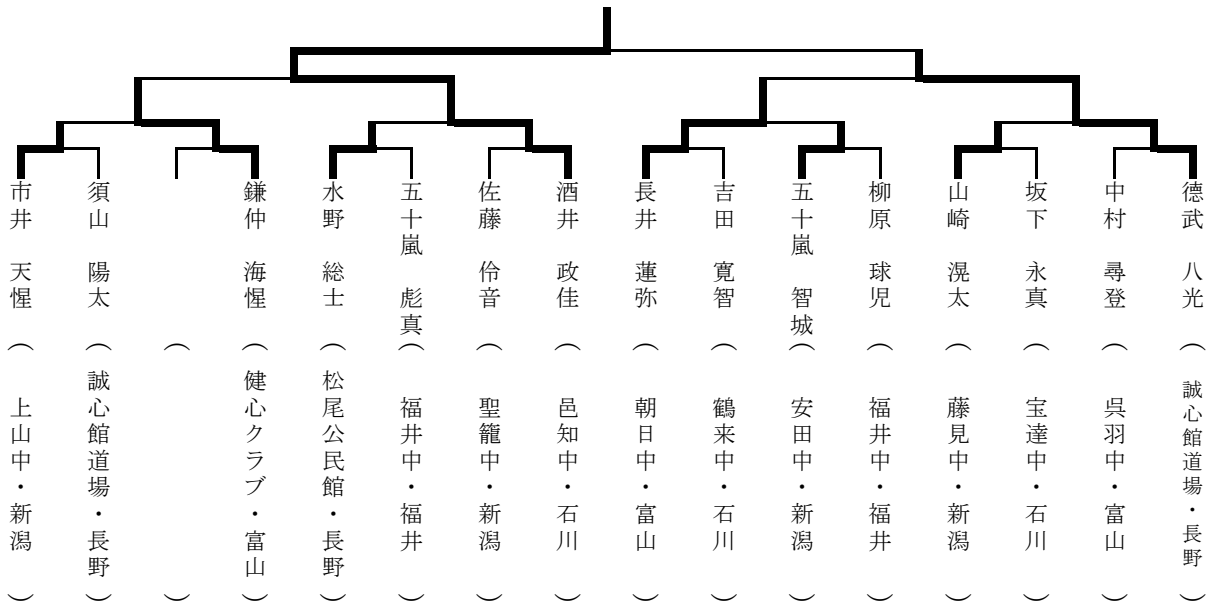 市井 天惺 （ 上山中・新潟 ）
須山 陽太 （ 誠心館道場・長野 ）
（ ）
鎌仲 海惺 （ 健心クラブ・富山 ）
水野 総士 （ 松尾公民館・長野 ）
五十嵐 彪真 （ 福井中・福井 ）
佐藤 伶音 （ 聖籠中・新潟 ）
酒井 政佳 （ 邑知中・石川 ）
長井 蓮弥 （ 朝日中・富山 ）
吉田 寛智 （ 鶴来中・石川 ）
五十嵐 智城 （ 安田中・新潟 ）
柳原 球児 （ 福井中・福井 ）
山崎 滉太 （ 藤見中・新潟 ）
坂下 永真 （ 宝達中・石川 ）
中村 尋登 （ 呉羽中・富山 ）
德武 八光 （ 誠心館道場・長野 ）